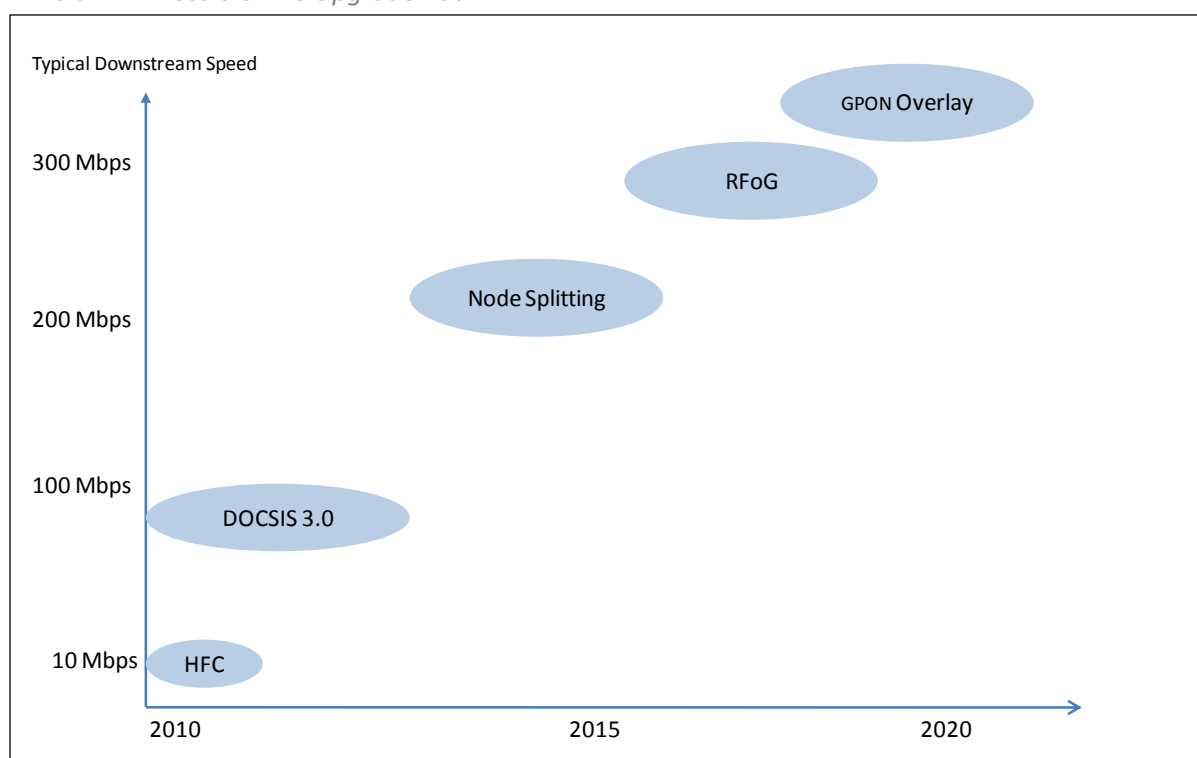 Typical Downstream Speed
GPON Overlay
300 Mbps
RFoG
Node Splitting
200 Mbps
100 Mbps
DOCSIS 3.0
10 Mbps
HFC
2010
2015
2020